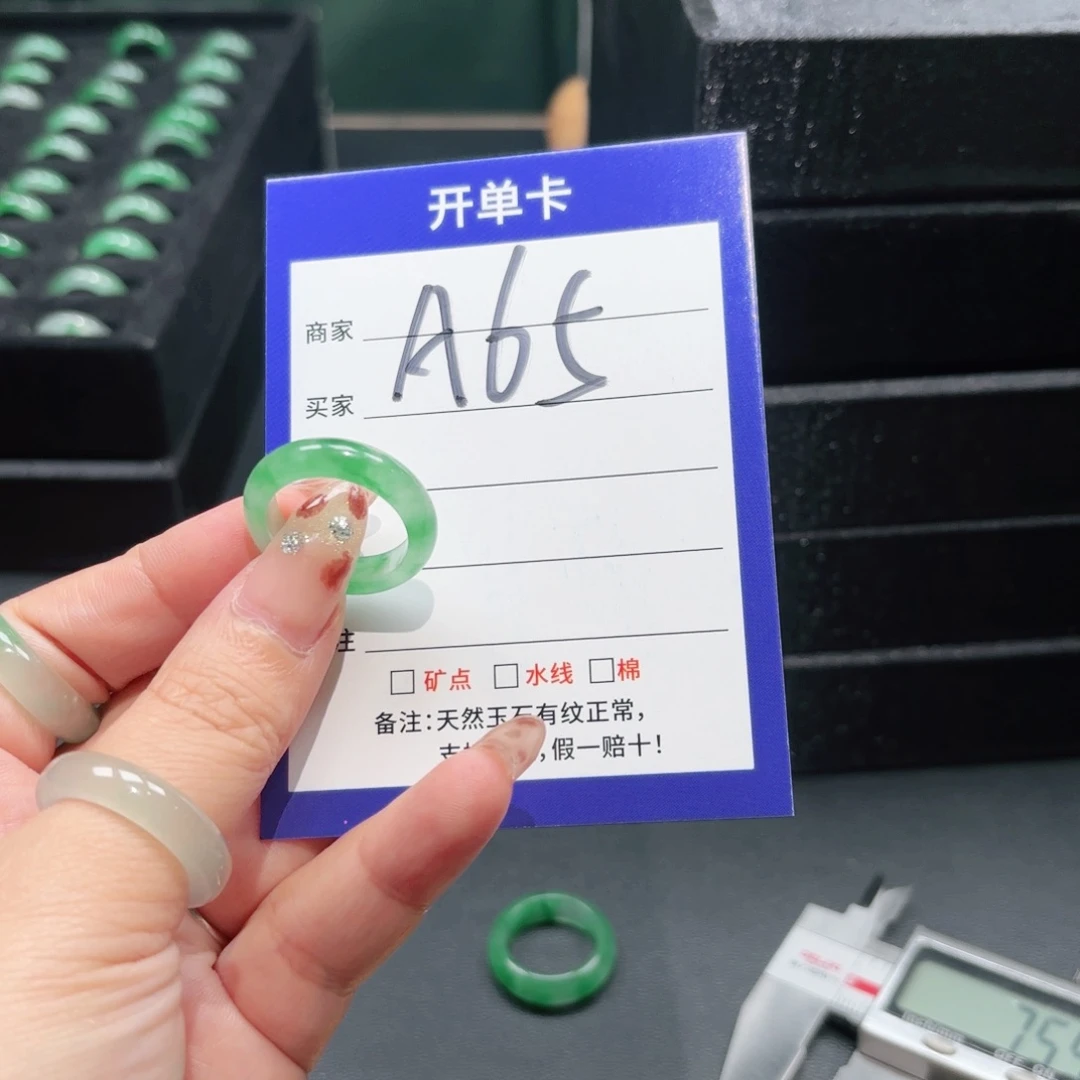 开单卡
商家 A65
买家
注
矿点 水线 棉
备注:天然玉石有纹正常,
,假一赔十!